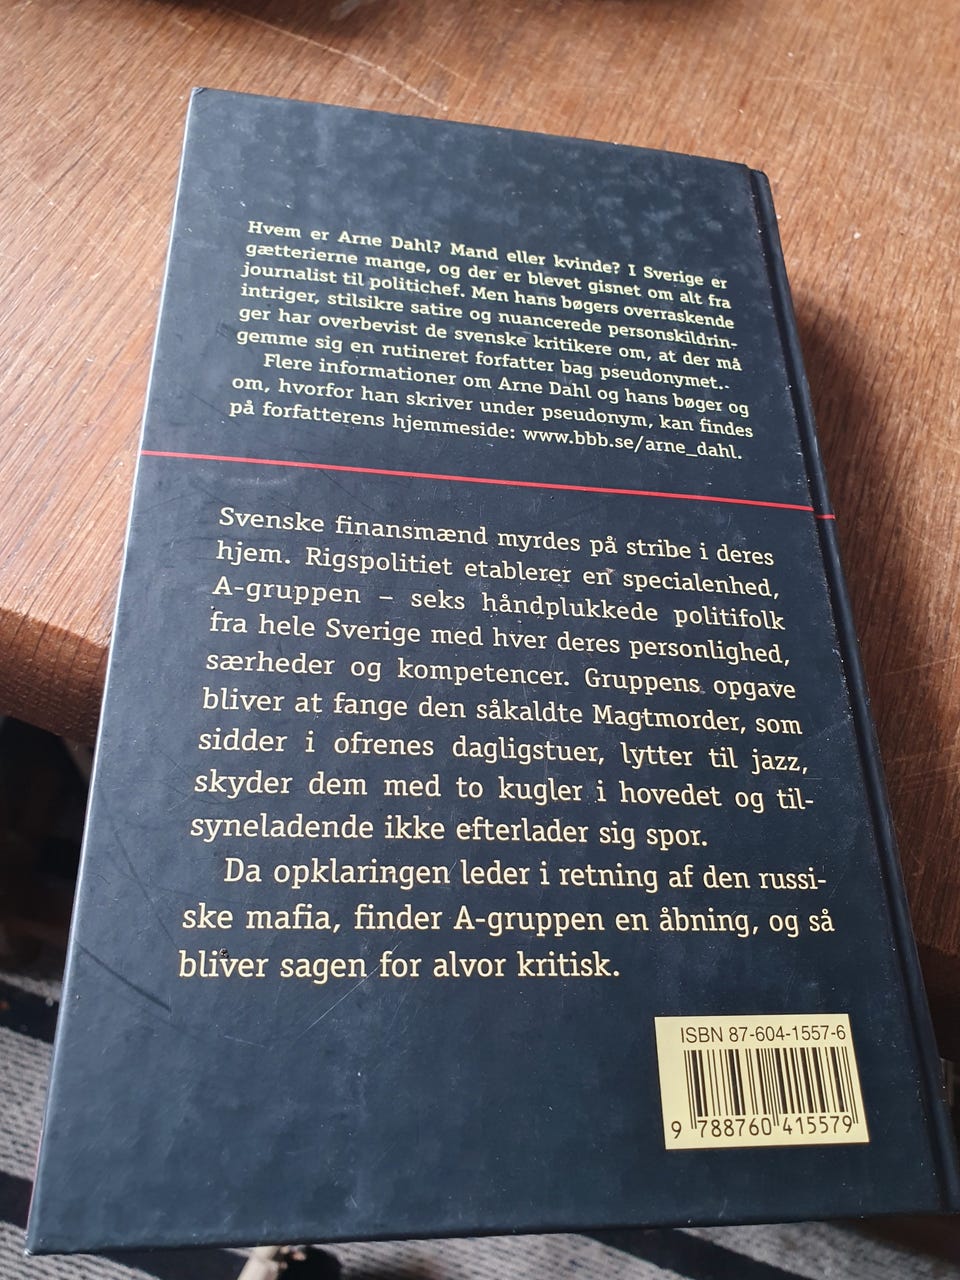 Hvem er Arne Dahl? Mand eller kvinde? I Sverige er
gætterierne mange, og der er blevet gisnet om alt fra
journalist til politichef. Men hans bøgers overraskende
intriger, stilsikre satire og nuancerede personskildrin-
ger har overbevist de svenske kritikere om, at der må
gemme sig en rutineret forfatter bag pseudonymet.-
Flere informationer om Arne Dahl og hans bøger og
om, hvorfor han skriver under pseudonym, kan findes
på forfatterens hjemmeside: www.bbb.se/arne_dahl.
Svenske finansmænd myrdes på stribe i deres
hjem. Rigspolitiet etablerer en specialenhed,
A-gruppen – seks håndplukkede politifolk
fra hele Sverige med hver deres personlighed,
særheder og kompetencer. Gruppens opgave
bliver at fange den såkaldte Magtmorder, som
sidder i ofrenes dagligstuer, lytter til jazz,
skyder dem med to kugler i hovedet og til-
syneladende ikke efterlader sig spor.
Da opklaringen leder i retning af den russi-
ske mafia, finder A-gruppen en åbning, og så
bliver sagen for alvor kritisk.
ISBN 87-604-1557-6
9 788760 415579